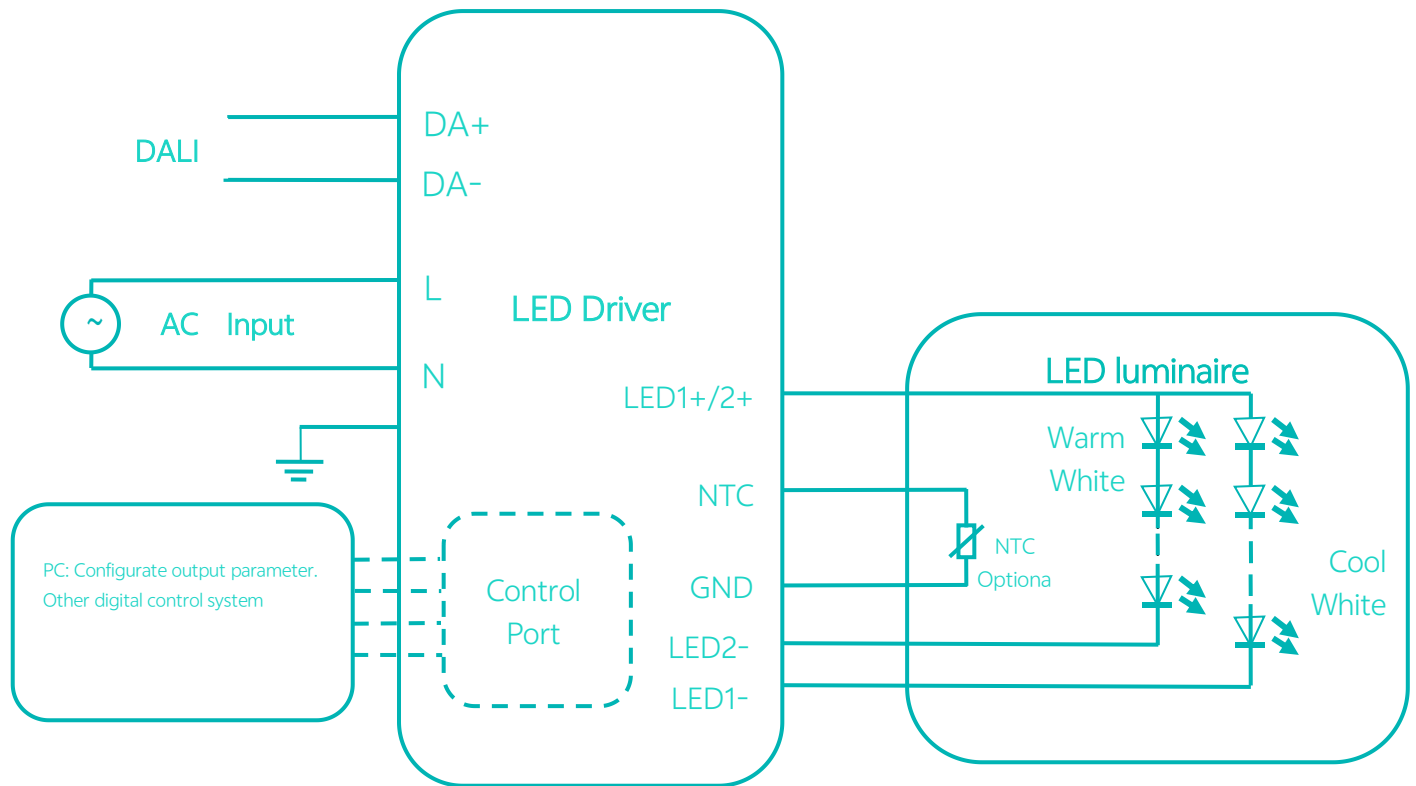 DA+
DALI
DA-
L
LED Driver
~
AC Input
N
LED1+/2+
LED luminaire
Warm
White
NTC
NTC
Optiona
Cool
White
PC: Configurate output parameter.
Other digital control system
Control
Port
GND
LED2-
LED1-